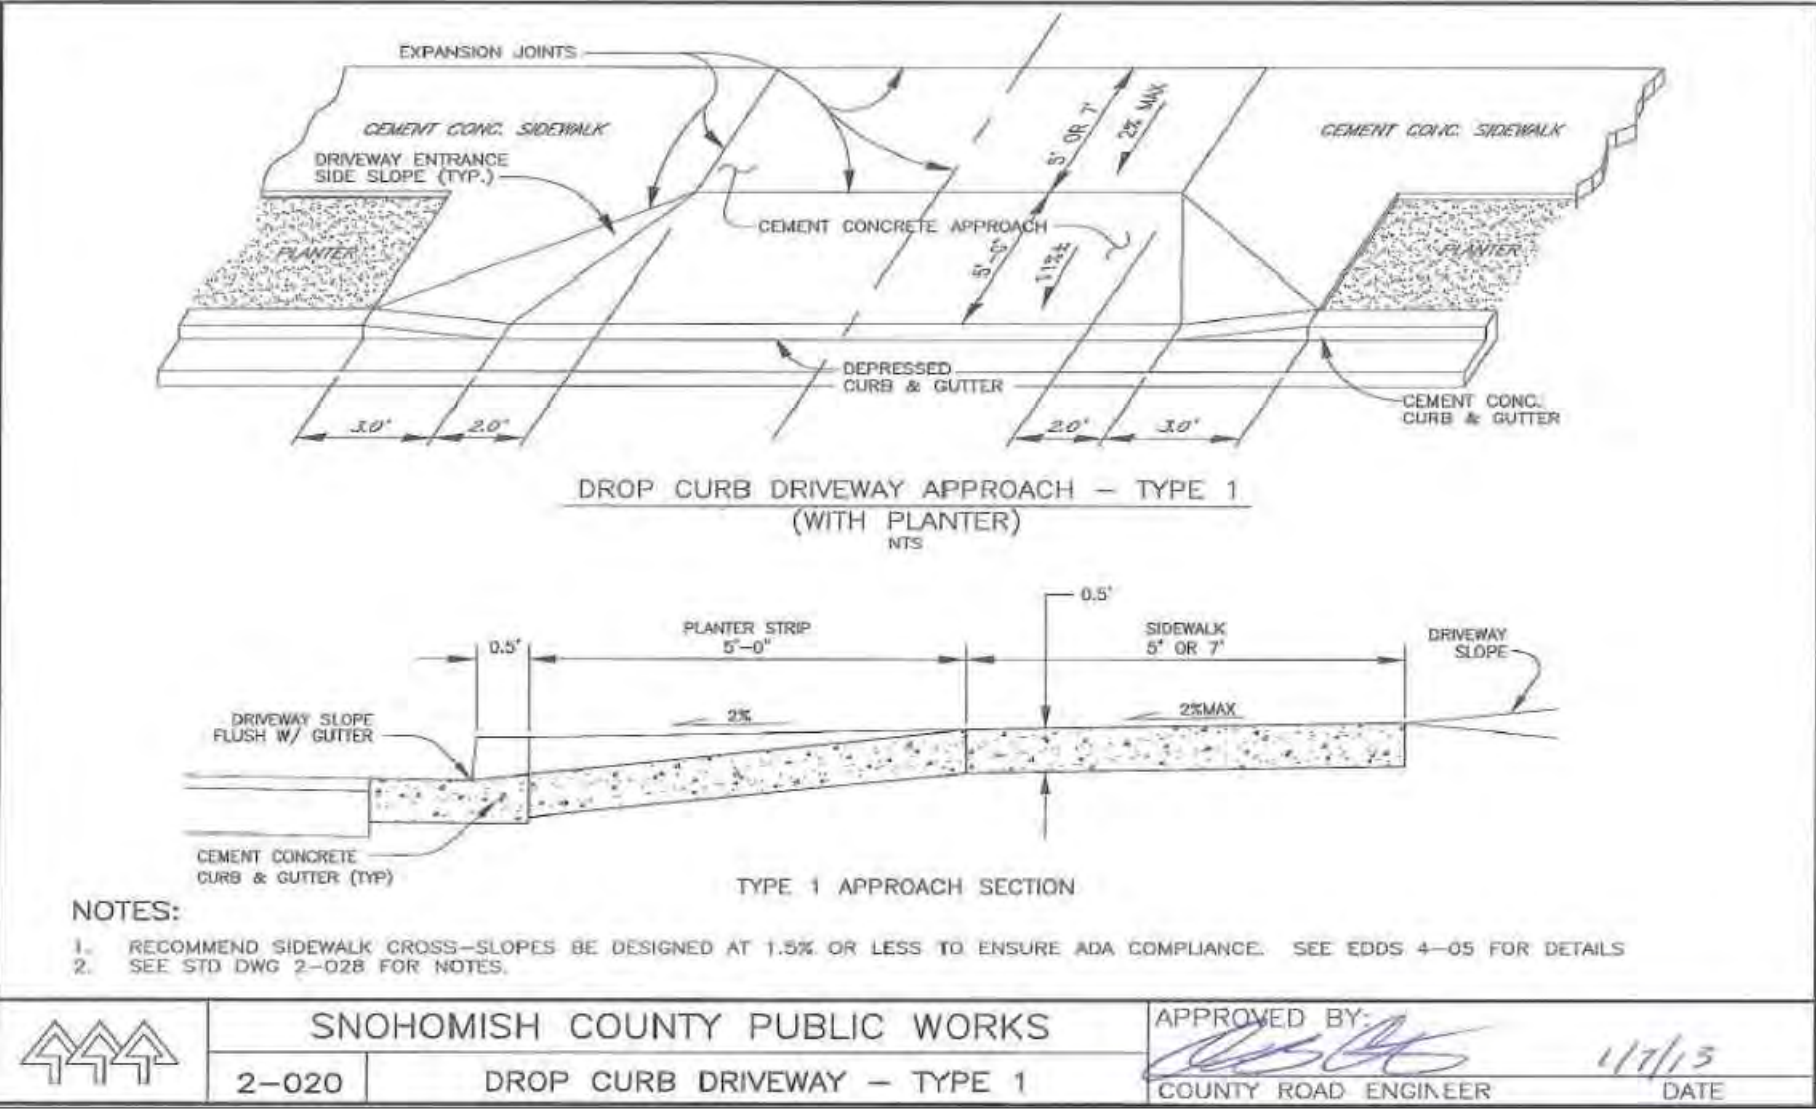 EXPANSION JOINTS
CEMENT CONC. SIDEWALK
DRIVEWAY ENTRANCE
SIDE SLOPE (TYP.)
5' OR 7'
2% MAX
CEMENT CONC. SIDEWALK
PLANTER
CEMENT CONCRETE APPROACH
5'-0"
11%±
PLANTER
DEPRESSED
CURB & GUTTER
CEMENT CONC.
CURB & GUTTER
3.0'
2.0'
2.0'
3.0'
DROP CURB DRIVEWAY APPROACH – TYPE 1
(WITH PLANTER)
NTS
0.5'
PLANTER STRIP
5'-0"
0.5'
SIDEWALK
5' OR 7'
DRIVEWAY
SLOPE
DRIVEWAY SLOPE
FLUSH W/ GUTTER
2%
2%MAX
CEMENT CONCRETE
CURB & GUTTER (TYP)
TYPE 1 APPROACH SECTION
NOTES:
1. RECOMMEND SIDEWALK CROSS-SLOPES BE DESIGNED AT 1.5% OR LESS TO ENSURE ADA COMPLIANCE. SEE EDDS 4-05 FOR DETAILS
2. SEE STD DWG 2-028 FOR NOTES.
SNOHOMISH COUNTY PUBLIC WORKS
2-020
DROP CURB DRIVEWAY – TYPE 1
APPROVED BY:
1/7/13
COUNTY ROAD ENGINEER
DATE